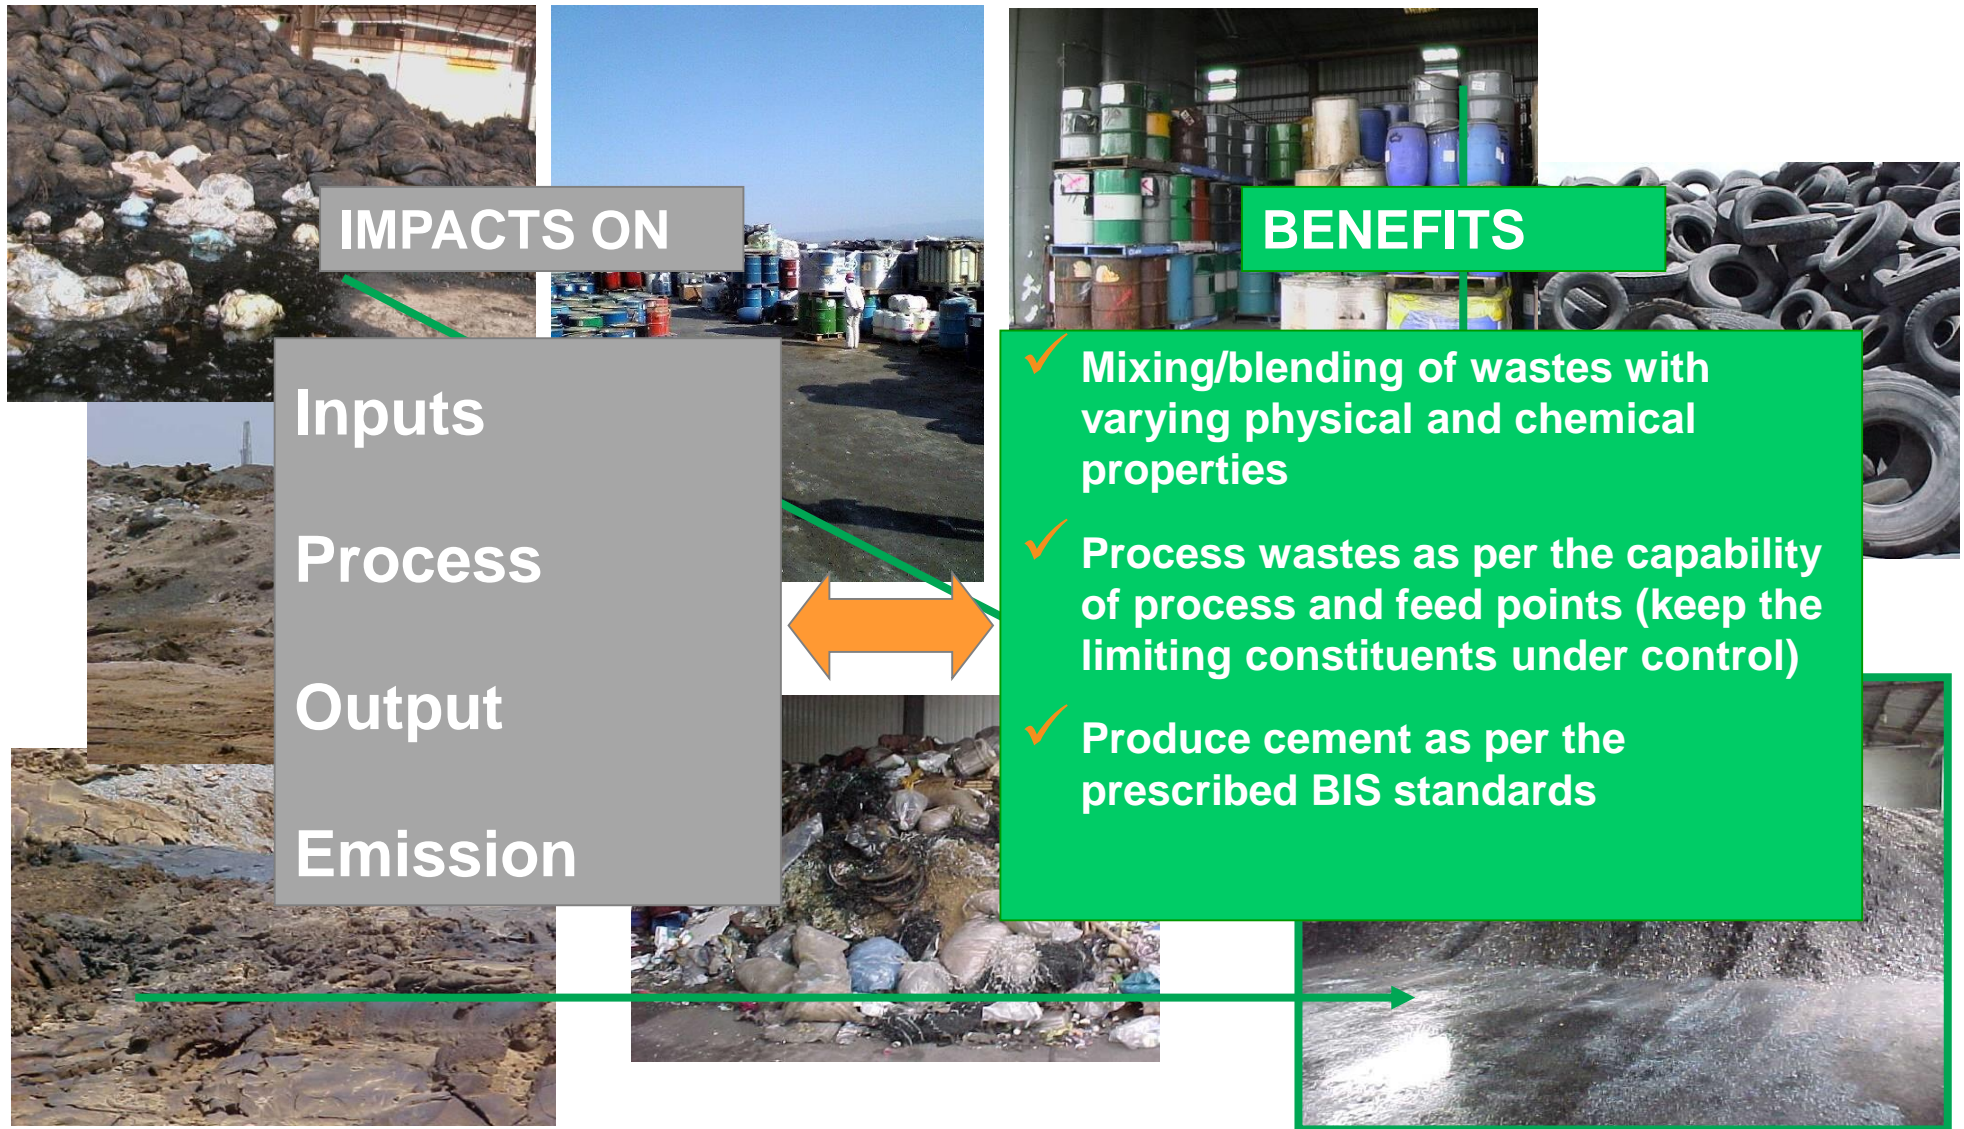 IMPACTS ON
Inputs
Process
Output
Emission
BENEFITS
Mixing/blending of wastes with
varying physical and chemical
properties
Process wastes as per the capability
of process and feed points (keep the
limiting constituents under control)
Produce cement as per the
prescribed BIS standards